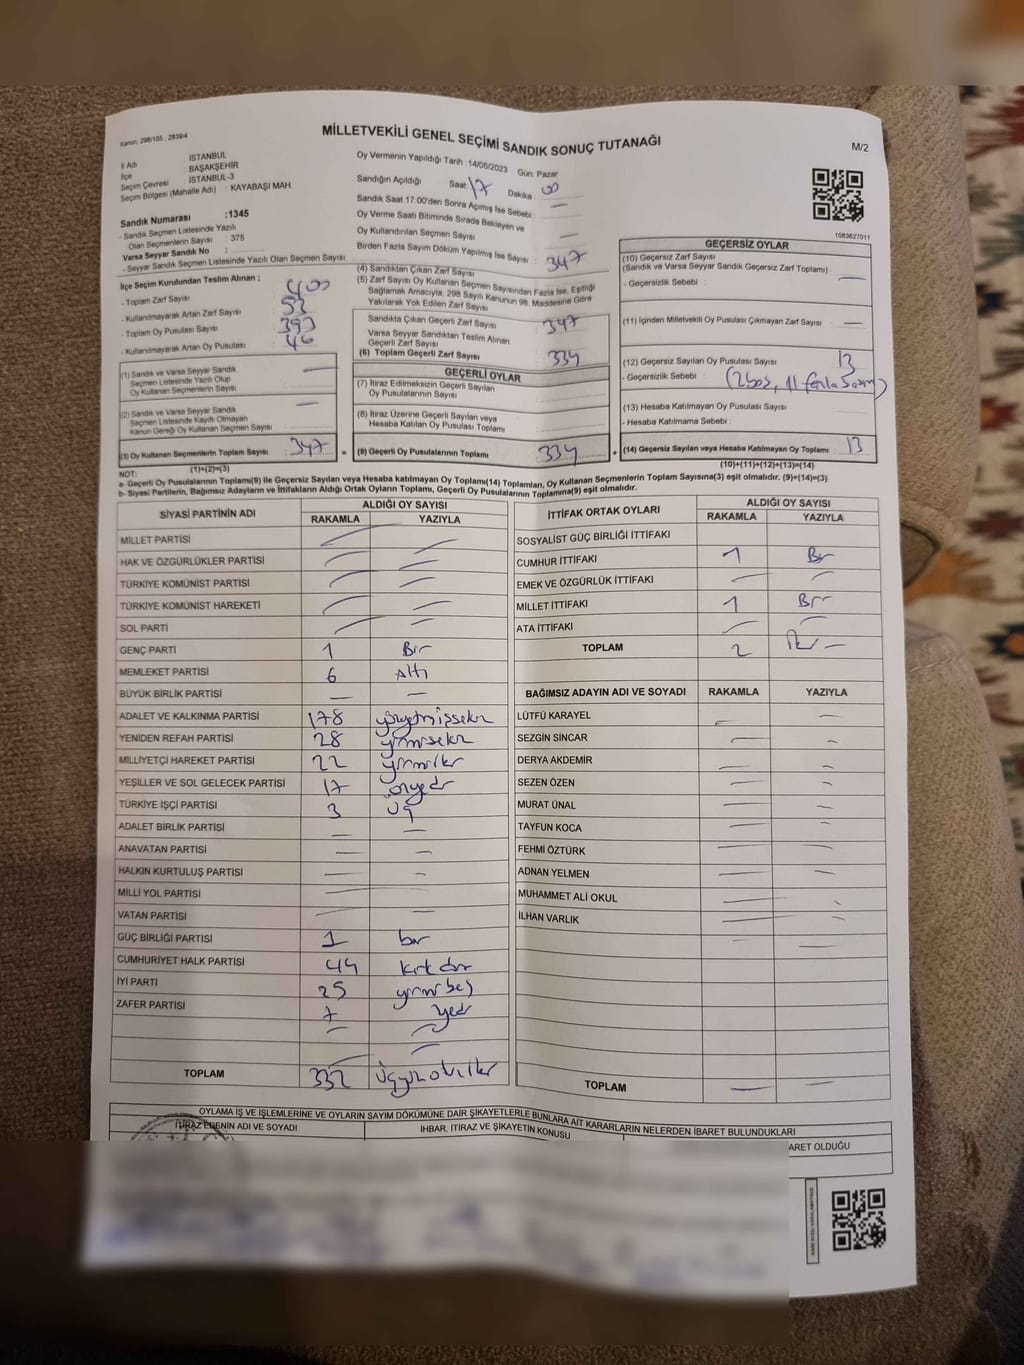 Kanun: 298/105 , 2839/4
MİLLETVEKİLİ GENEL SEÇİMİ SANDIK SONUÇ TUTANAĞI
M/2
İl Adı : İSTANBUL
İlçe BAŞAKŞEHİR
Seçim Çevresi : İSTANBUL-3
Seçim Bölgesi (Mahalle Adı) : KAYABAŞI MAH.
Sandık Numarası :1345
- Sandık Seçmen Listesinde Yazılı
Olan Seçmenlerin Sayısı : 375
Varsa Seyyar Sandık No :
- Seyyar Sandık Seçmen Listesinde Yazılı Olan Seçmen Sayısı
Oy Vermenin Yapıldığı Tarih :14/05/2023 Gün: Pazar
Sandığın Açıldığı Saat 17 Dakika 00
Sandık Saat 17.00'den Sonra Açılmış İse Sebebi : —
Oy Verme Saati Bitiminde Sırada Bekleyen ve
Oy Kullandırılan Seçmen Sayısı : —
Birden Fazla Sayım Döküm Yapılmış İse Sayısı :
1083627011
İlçe Seçim Kurulundan Teslim Alınan ;
- Toplam Zarf Sayısı 400
- Kullanılmayarak Artan Zarf Sayısı 53
- Toplam Oy Pusulası Sayısı 393
- Kullanılmayarak Artan Oy Pusulası 46
(1) Sandık ve Varsa Seyyar Sandık
Seçmen Listesinde Yazılı Olup
Oy Kullanan Seçmenlerin Sayısı —
(2) Sandık ve Varsa Seyyar Sandık
Seçmen Listesinde Kayıtlı Olmayan
Kanun Gereği Oy Kullanan Seçmen Sayısı : —
(3) Oy Kullanan Seçmenlerin Toplam Sayısı 347 =
(1)+(2)=(3)
(4) Sandıktan Çıkan Zarf Sayısı 347
(5) Zarf Sayısı Oy Kullanan Seçmen Sayısından Fazla İse, Eşitliği
Sağlamak Amacıyla, 298 Sayılı Kanunun 98. Maddesine Göre
Yakılarak Yok Edilen Zarf Sayısı
Sandıkta Çıkan Geçerli Zarf Sayısı 347
Varsa Seyyar Sandıktan Teslim Alınan
Geçerli Zarf Sayısı
(6) Toplam Geçerli Zarf Sayısı 334
GEÇERLİ OYLAR
(7) İtiraz Edilmeksizin Geçerli Sayılan
Oy Pusulalarının Sayısı
(8) İtiraz Üzerine Geçerli Sayılan veya
Hesaba Katılan Oy Pusulası Toplamı
(9) Geçerli Oy Pusulalarının Toplamı 334 +
GEÇERSİZ OYLAR
(10) Geçersiz Zarf Sayısı
(Sandık ve Varsa Seyyar Sandık Geçersiz Zarf Toplamı) : —
- Geçersizlik Sebebi :
(11) İçinden Milletvekili Oy Pusulası Çıkmayan Zarf Sayısı : —
(12) Geçersiz Sayılan Oy Pusulası Sayısı : 13
- Geçersizlik Sebebi : (2 boş, 11 fazla basım)
(13) Hesaba Katılmayan Oy Pusulası Sayısı :
- Hesaba Katmama Sebebi :
(14) Geçersiz Sayılan veya Hesaba Katılmayan Oy Toplamı : 13
(10)+(11)+(12)+(13)=(14)
NOT:
a- Geçerli Oy Pusulaları Toplamı(9) ile Geçersiz Sayılan veya Hesaba katılmayan Oy Toplamı(14) Toplamları, Oy Kullanan Seçmenlerin Toplam Sayısına(3) eşit olmalıdır. (9)+(14)=(3)
b- Siyasi Partilerin, Bağımsız Adayların ve İttifakların Aldığı Ortak Oyların Toplamı, Geçerli Oy Pusulalarının Toplamına(9) eşit olmalıdır.
SİYASİ PARTİNİN ADI ALDIĞI OY SAYISI
RAKAMLA YAZIYLA
MİLLET PARTİSİ — —
HAK VE ÖZGÜRLÜKLER PARTİSİ — —
TÜRKİYE KOMÜNİST PARTİSİ — —
TÜRKİYE KOMÜNİST HAREKETİ — —
SOL PARTİ — —
GENÇ PARTİ 1 Bir
MEMLEKET PARTİSİ 6 Altı
BÜYÜK BİRLİK PARTİSİ — —
ADALET VE KALKINMA PARTİSİ 178 yüzyetmişsekiz
YENİDEN REFAH PARTİSİ 28 yirmisekiz
MİLLİYETÇİ HAREKET PARTİSİ 22 yirmiiki
YEŞİLLER VE SOL GELECEK PARTİSİ 17 onyedi
TÜRKİYE İŞÇİ PARTİSİ 3 üç
ADALET BİRLİK PARTİSİ — —
ANAVATAN PARTİSİ — —
HALKIN KURTULUŞ PARTİSİ — —
MİLLİ YOL PARTİSİ — —
VATAN PARTİSİ — —
GÜÇ BİRLİĞİ PARTİSİ 1 bir
CUMHURİYET HALK PARTİSİ 44 kırk dör
İYİ PARTİ 25 yirmi beş
ZAFER PARTİSİ 7 yedi
TOPLAM 332 üçyüzotuziki
İTTİFAK ORTAK OYLARI ALDIĞI OY SAYISI
RAKAMLA YAZIYLA
SOSYALİST GÜÇ BİRLİĞİ İTTİFAKI
CUMHUR İTTİFAKI 1 Bir
EMEK VE ÖZGÜRLÜK İTTİFAKI — —
MİLLET İTTİFAKI 1 Bir
ATA İTTİFAKI — —
TOPLAM 2 İki —
BAĞIMSIZ ADAYIN ADI VE SOYADI RAKAMLA YAZIYLA
LÜTFÜ KARAYEL — —
SEZGİN SİNCAR — —
DERYA AKDEMİR — —
SEZEN ÖZEN — —
MURAT ÜNAL — —
TAYFUN KOCA — —
FEHMİ ÖZTÜRK — —
ADNAN YELMEN — —
MUHAMMET ALİ OKUL — —
İLHAN VARLIK — —
TOPLAM — —
OYLAMA İŞ VE İŞLEMLERİNE VE OYLARIN SAYIM DÖKÜMÜNE DAİR ŞİKAYETLERLE BUNLARA AİT KARARLARIN NELERDEN İBARET BULUNDUKLARI
İTİRAZ EDENİN ADI VE SOYADI İHBAR, İTİRAZ VE ŞİKAYETİN KONUSU ARET OLDUĞU